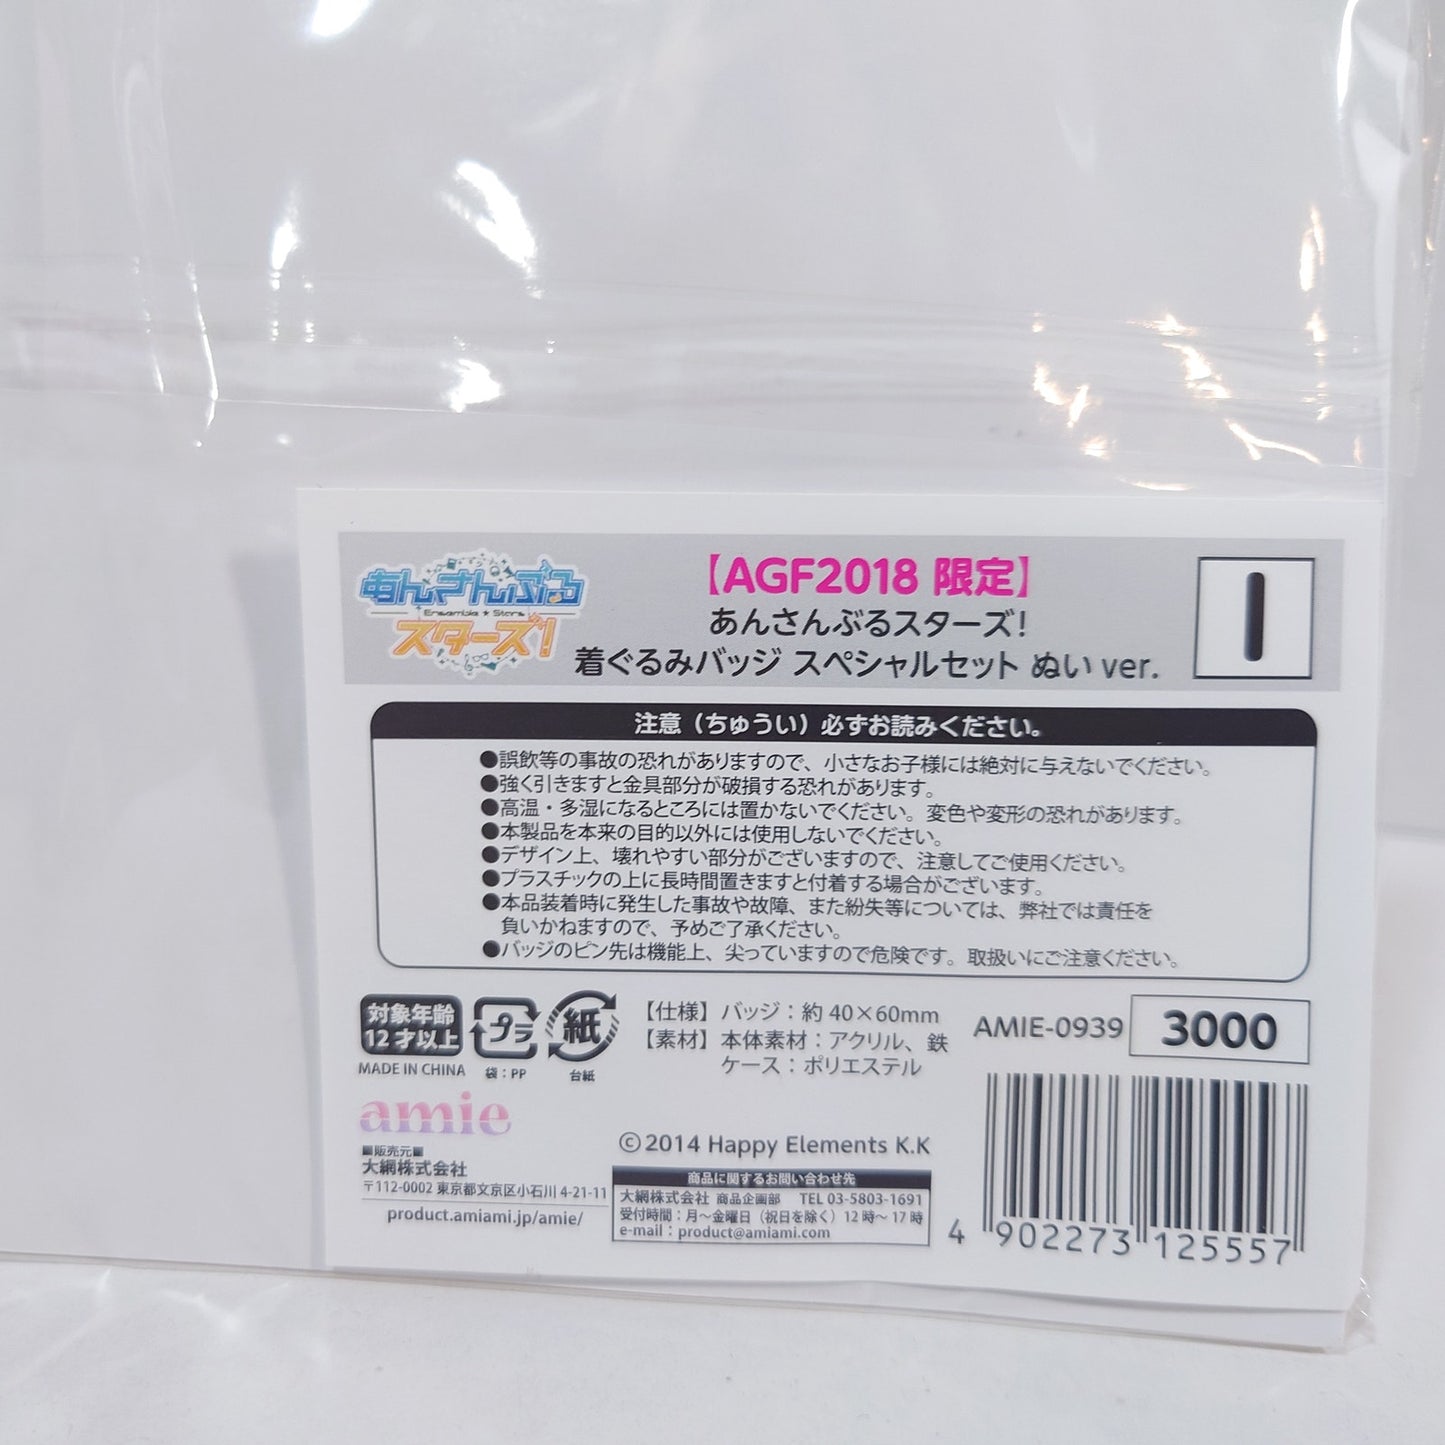 あんさんぶる
Ensemble ★ Stars
スターズ!
【AGF2018 限定】
あんさんぶるスターズ!
着ぐるみバッジ スペシャルセット ぬい ver.
I
注意（ちゅうい）必ずお読みください。
●誤飲等の事故の恐れがありますので、小さなお子様には絶対に与えないでください。
●強く引きますと金具部分が破損する恐れがあります。
●高温・多湿になるところには置かないでください。変色や変形の恐れがあります。
●本製品を本来の目的以外には使用しないでください。
●デザイン上、壊れやすい部分がございますので、注意してご使用ください。
●プラスチックの上に長時間置きますと付着する場合がございます。
●本品装着時に発生した事故や故障、また紛失等については、弊社では責任を
負いかねますので、予めご了承ください。
●バッジのピン先は機能上、尖っていますので危険です。取扱いにご注意ください。
対象年齢
12才以上
MADE IN CHINA
プラ
袋：PP
紙
台紙
【仕様】バッジ：約 40×60mm
【素材】本体素材：アクリル、鉄
ケース：ポリエステル
AMIE-0939
3000
amie
■販売元■
大網株式会社
〒112-0002 東京都文京区小石川 4-21-11
product.amiami.jp/amie/
©2014 Happy Elements K.K
商品に関するお問い合わせ先
大網株式会社 商品企画部 TEL 03-5803-1691
受付時間：月～金曜日（祝日を除く）12時～17時
e-mail：product@amiami.com
4 902273 125557